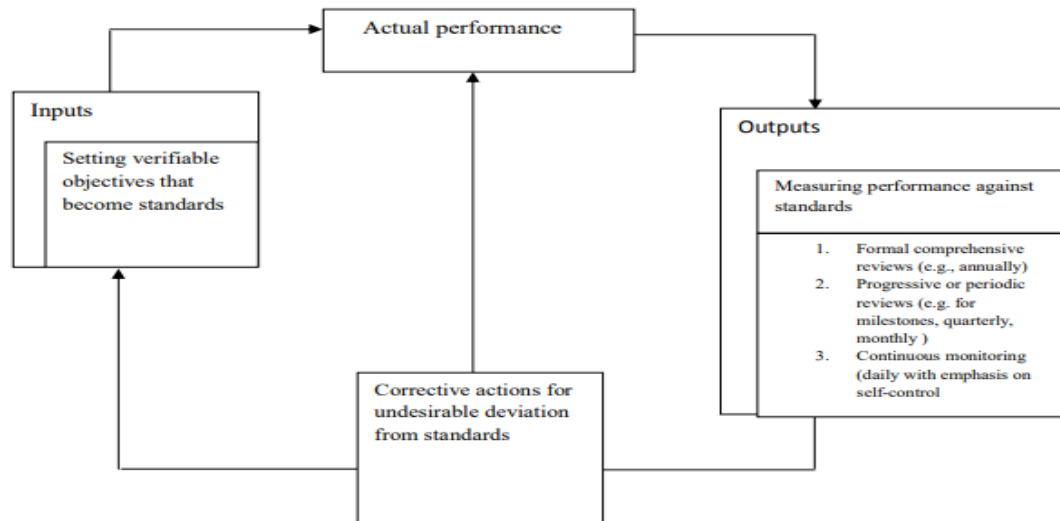 Actual performance
Inputs
Setting verifiable
objectives that
become standards
Outputs
Measuring performance against
standards
1. Formal comprehensive
reviews (e.g., annually)
2. Progressive or periodic
reviews (e.g. for
milestones, quarterly,
monthly )
3. Continuous monitoring
(daily with emphasis on
self-control
Corrective actions for
undesirable deviation
from standards